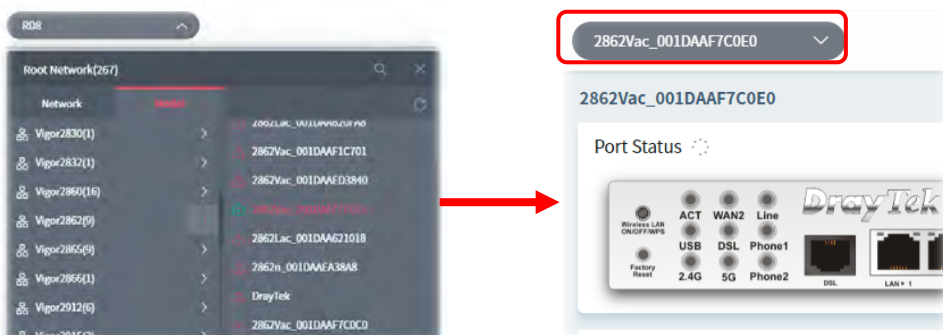 RD8
Root Network(267)
Network
Vigor2830(1)
Vigor2832(1)
Vigor2860(16)
Vigor2862(9)
Vigor2865(9)
Vigor2866(1)
Vigor2912(6)
2862Vac_001DAAF1C701
2862Vac_001DAAED3840
2862Lac_001DAA621018
2862n_001DAAEA38A8
DrayTek
2862Vac_001DAAF7C0C0
2862Vac_001DAAF7C0E0
2862Vac_001DAAF7C0E0
Port Status
DrayTek
ACT WAN2 Line
Wireless LAN
ON/OFF/WPS
USB DSL Phone1
Factory
Reset
2.4G 5G Phone2
DSL
LAN 1